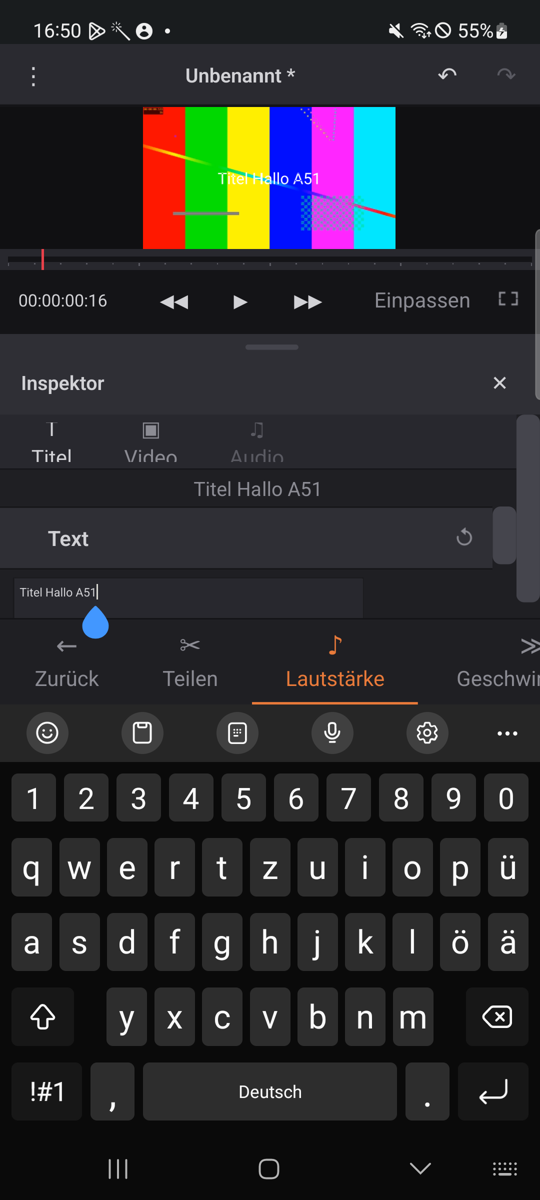 16:50 55%
Unbenannt *
Titel Hallo A51
00:00:00:16 Einpassen
Inspektor
Titel Video Audio
Titel Hallo A51
Text
Titel Hallo A51
Zurück Teilen Lautstärke Geschwin
1 2 3 4 5 6 7 8 9 0
q w e r t z u i o p ü
a s d f g h j k l ö ä
y x c v b n m
!#1 , Deutsch .